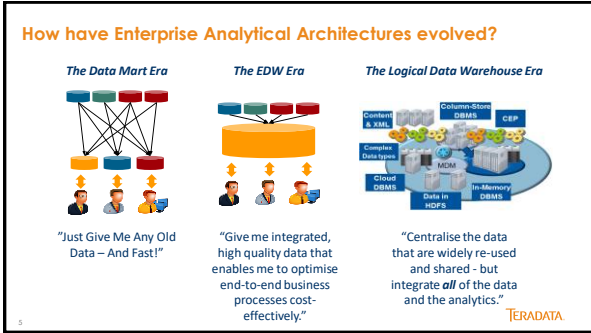 How have Enterprise Analytical Architectures evolved?
The Data Mart Era
The EDW Era
The Logical Data Warehouse Era
Content
& XML
Column-Store
DBMS
CEP
Complex
Data types
MDM
Cloud
DBMS
Data in
HDFS
In-Memory
DBMS
"Just Give Me Any Old
Data – And Fast!"
"Give me integrated,
high quality data that
enables me to optimise
end-to-end business
processes cost-
effectively."
"Centralise the data
that are widely re-used
and shared - but
integrate all of the data
and the analytics."
5
TERADATA